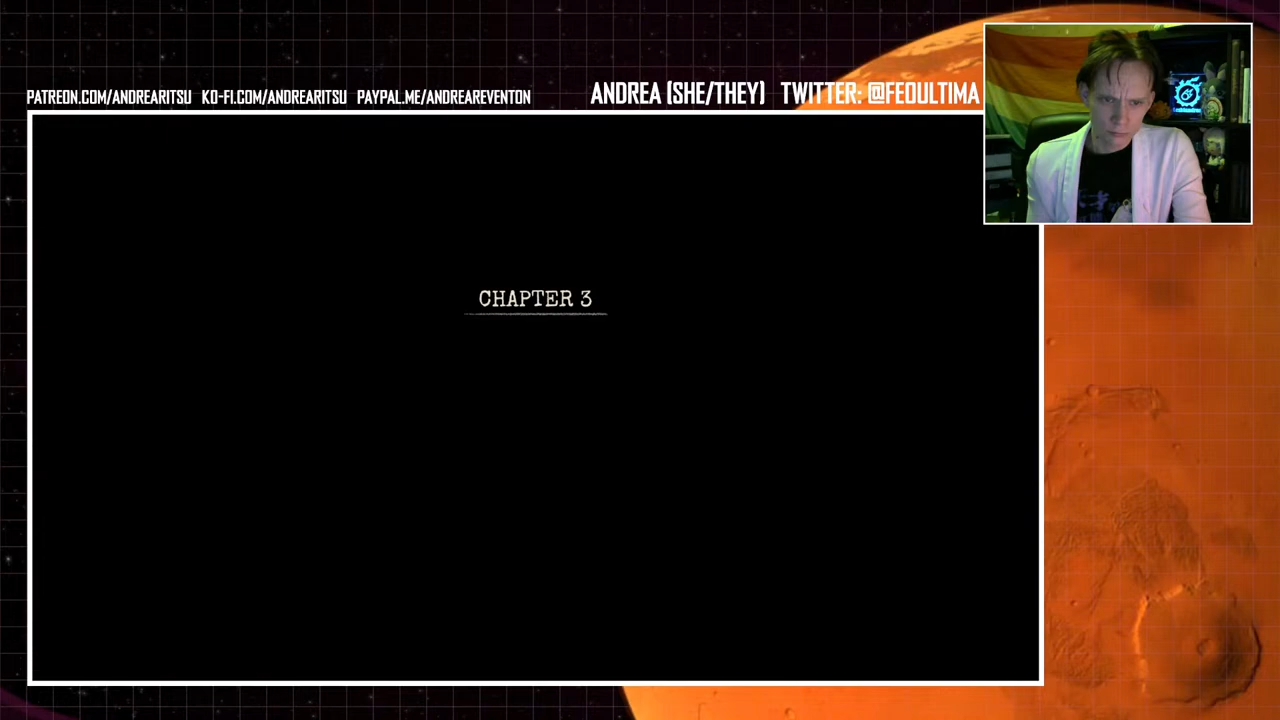 PATREON.COM/ANDREARITSU KO-FI.COM/ANDREARITSU PAYPAL.ME/ANDREAREVENTON
ANDREA (SHE/THEY) TWITTER: @FEOULTIMA
CHAPTER 3